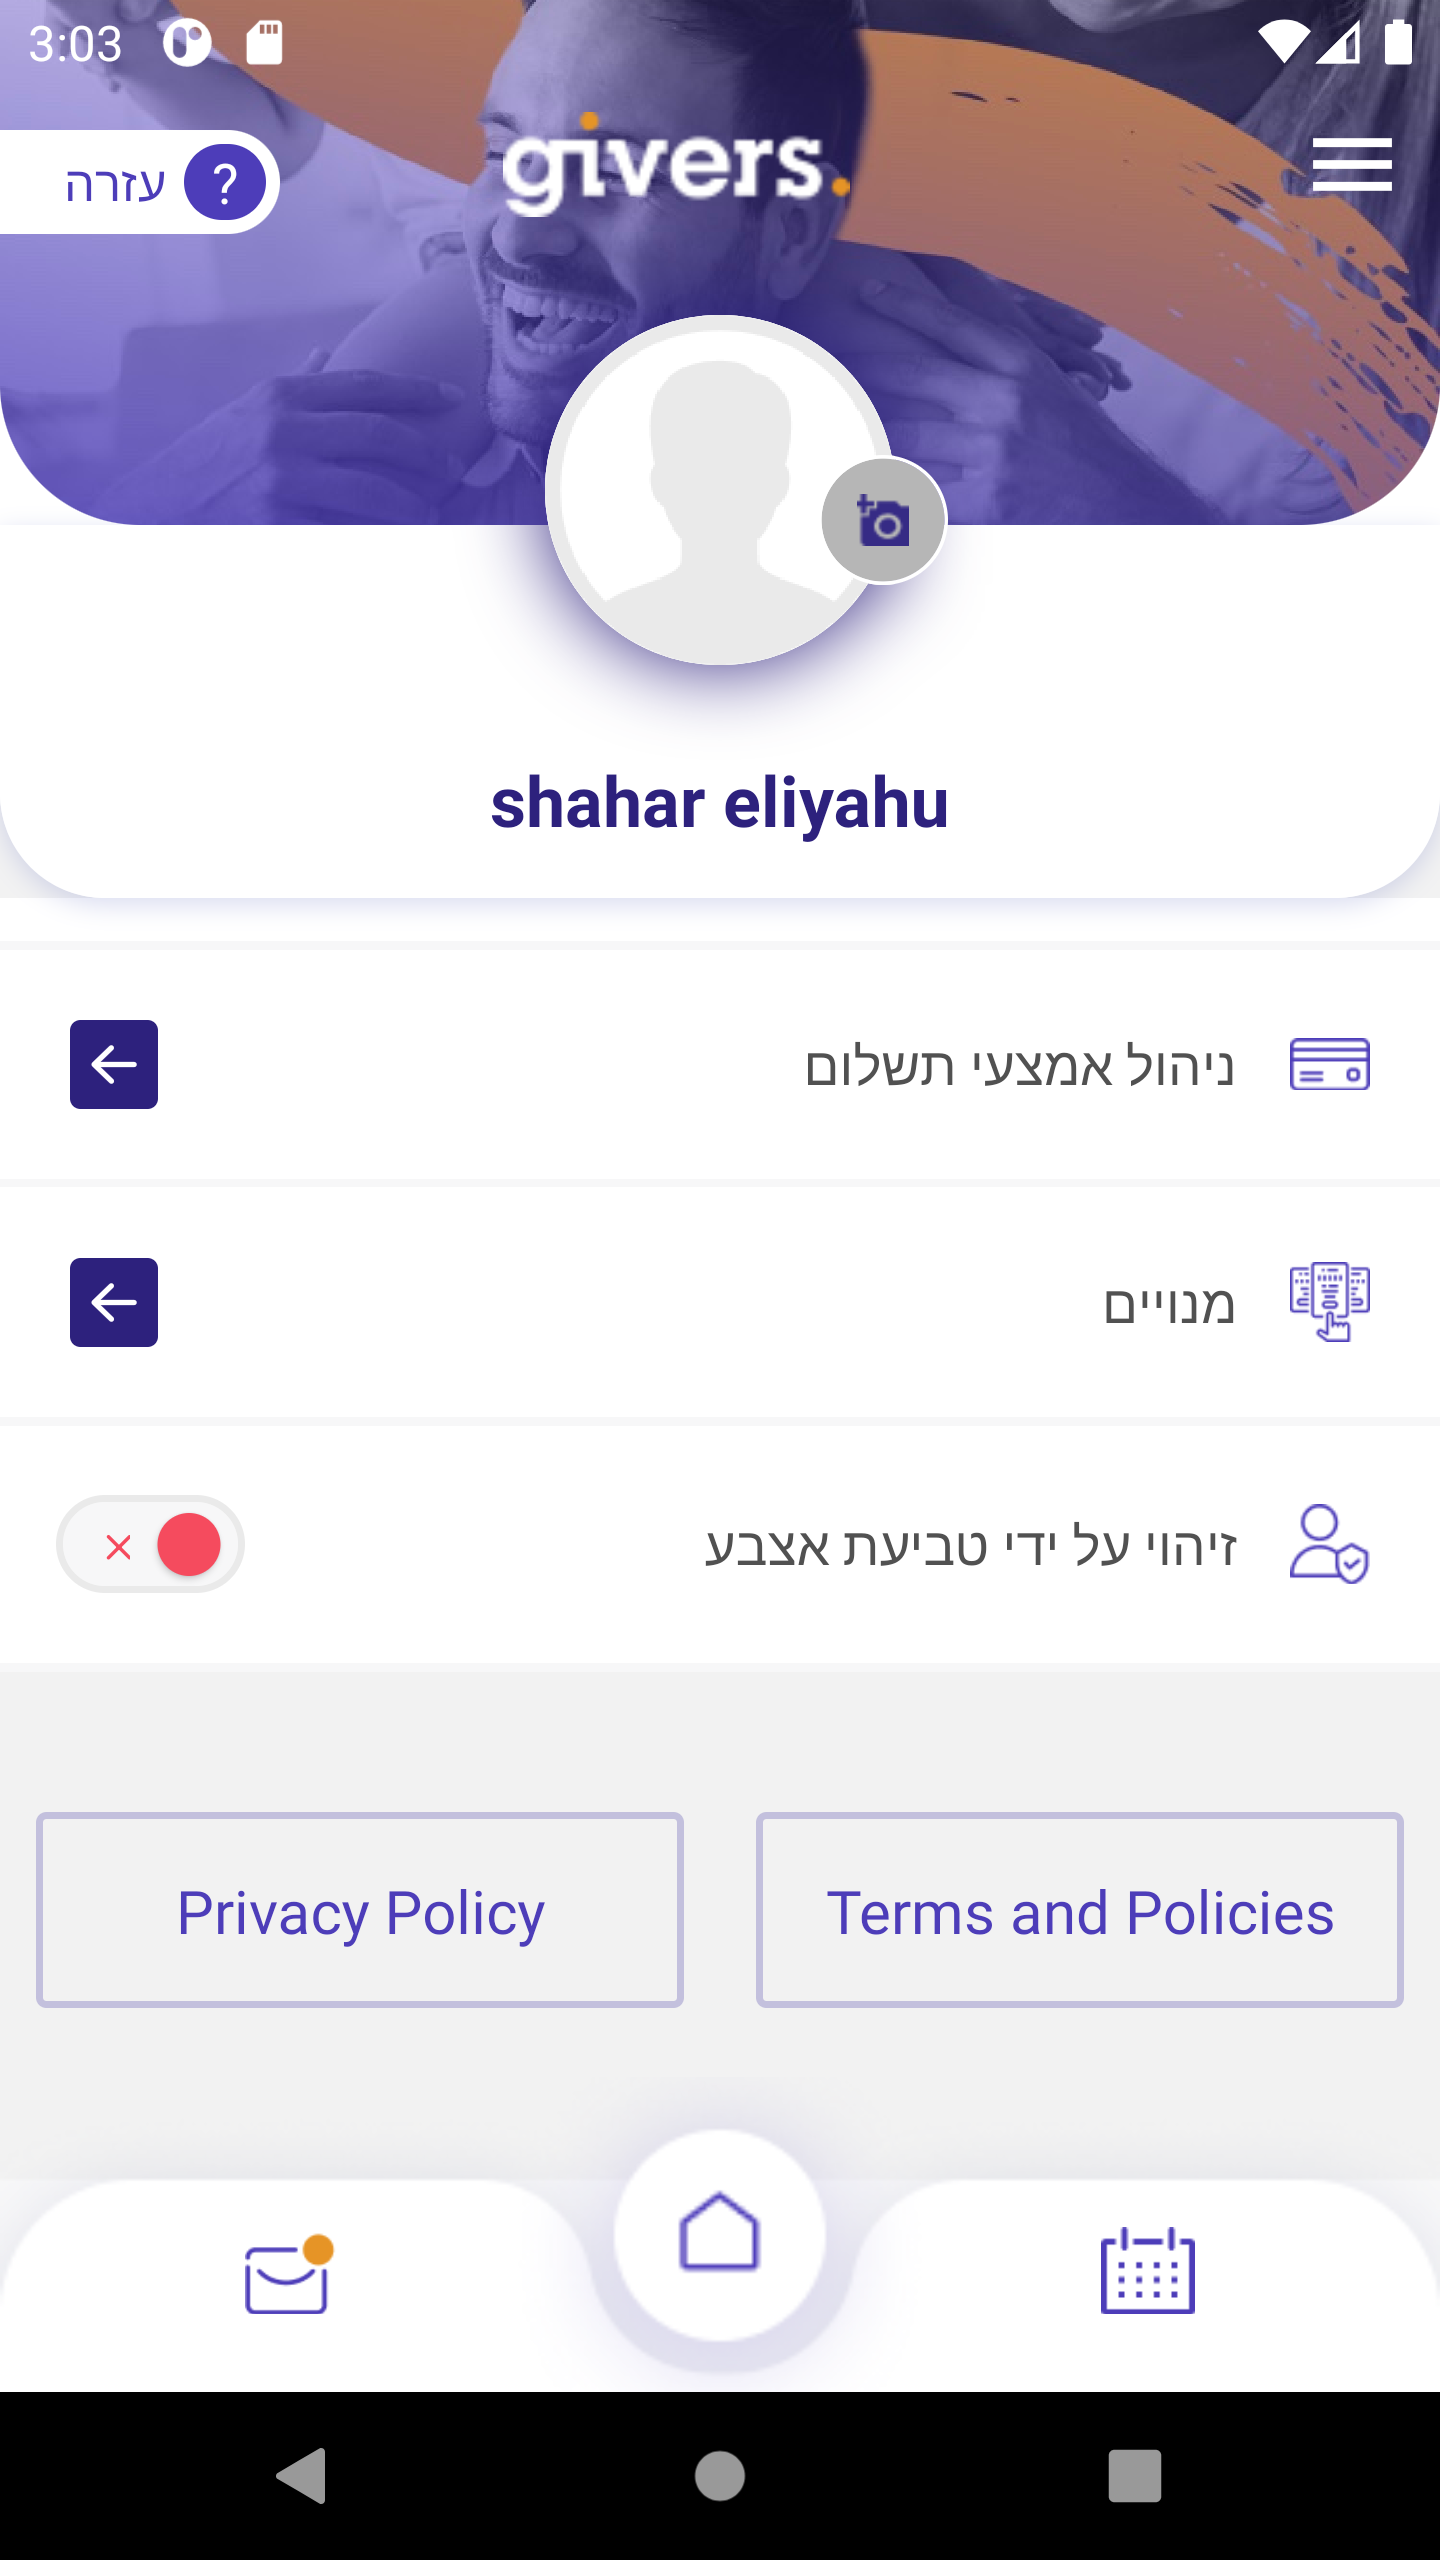 3:03
עזרה ?
givers.
shahar eliyahu
ניהול אמצעי תשלום
מנויים
זיהוי על ידי טביעת אצבע
Privacy Policy
Terms and Policies